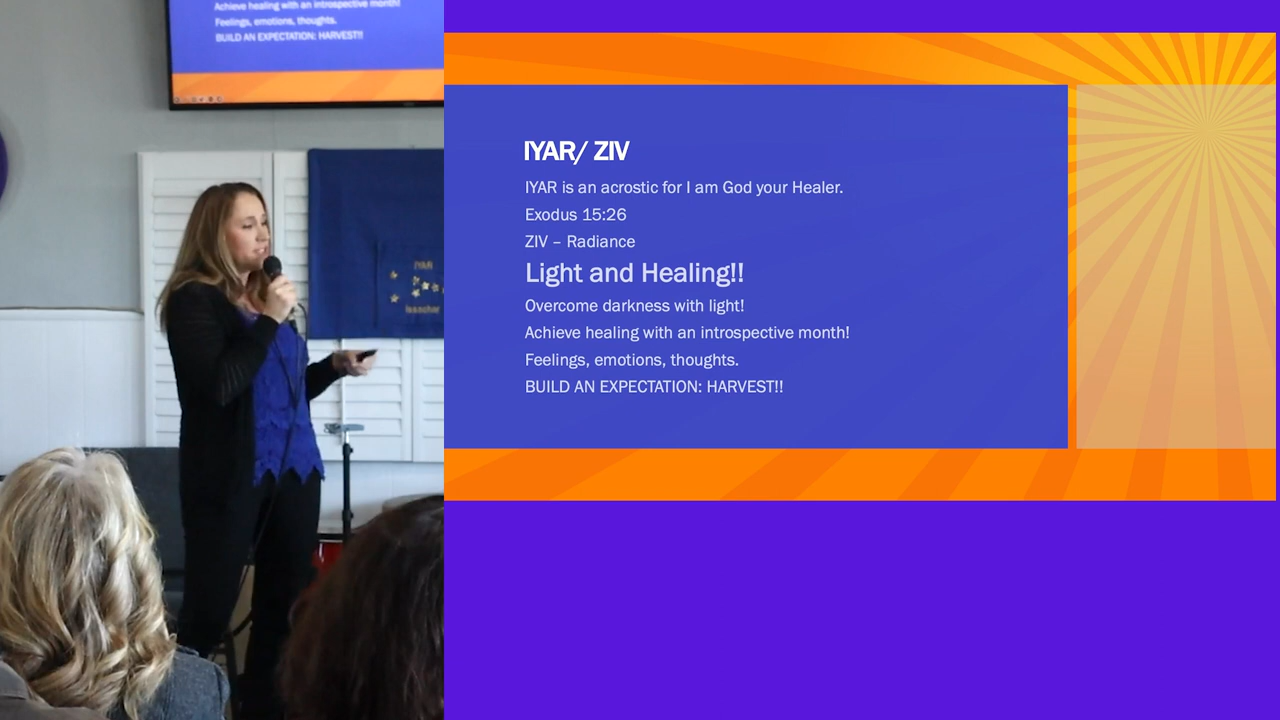 Achieve healing with an introspective month!
Feelings, emotions, thoughts.
BUILD AN EXPECTATION: HARVEST!!
IYAR
Issachar
IYAR/ ZIV
IYAR is an acrostic for I am God your Healer.
Exodus 15:26
ZIV – Radiance
Light and Healing!!
Overcome darkness with light!
Achieve healing with an introspective month!
Feelings, emotions, thoughts.
BUILD AN EXPECTATION: HARVEST!!